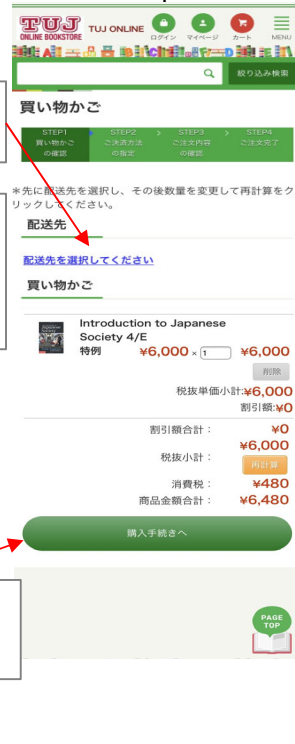 TUJ
ONLINE BOOKSTORE
TUJ ONLINE
ログイン
マイページ
カート
MENU
絞り込み検索
買い物かご
STEP1
買い物かご
の確認
STEP2
ご決済方法
の指定
STEP3
ご注文内容
の確認
STEP4
ご注文完了
＊先に配送先を選択し、その後数量を変更して再計算をク
リックしてください。
配送先
配送先を選択してください
買い物かご
Introduction to Japanese
Society 4/E
特例 ¥6,000 × 1 ¥6,000
削除
税抜単価小計:¥6,000
割引額:¥0
割引額合計： ¥0
税抜小計： ¥6,000
再計算
消費税： ¥480
商品金額合計： ¥6,480
購入手続きへ
PAGE
TOP